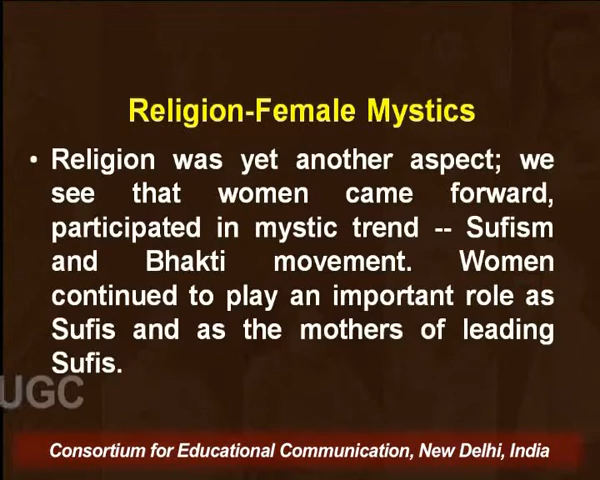 Religion-Female Mystics
• Religion was yet another aspect; we
see that women came forward,
participated in mystic trend -- Sufism
and Bhakti movement. Women
continued to play an important role as
Sufis and as the mothers of leading
Sufis.
UGC
Consortium for Educational Communication, New Delhi, India